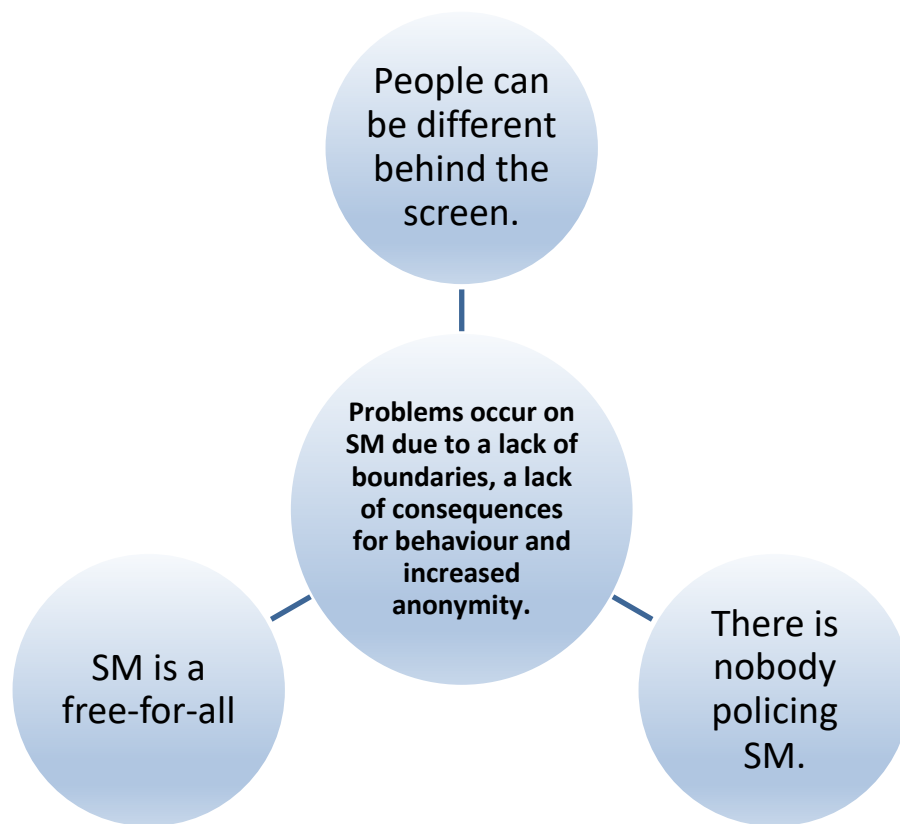 People can
be different
behind the
screen.
Problems occur on
SM due to a lack of
boundaries, a lack
of consequences
for behaviour and
increased
anonymity.
SM is a
free-for-all
There is
nobody
policing
SM.